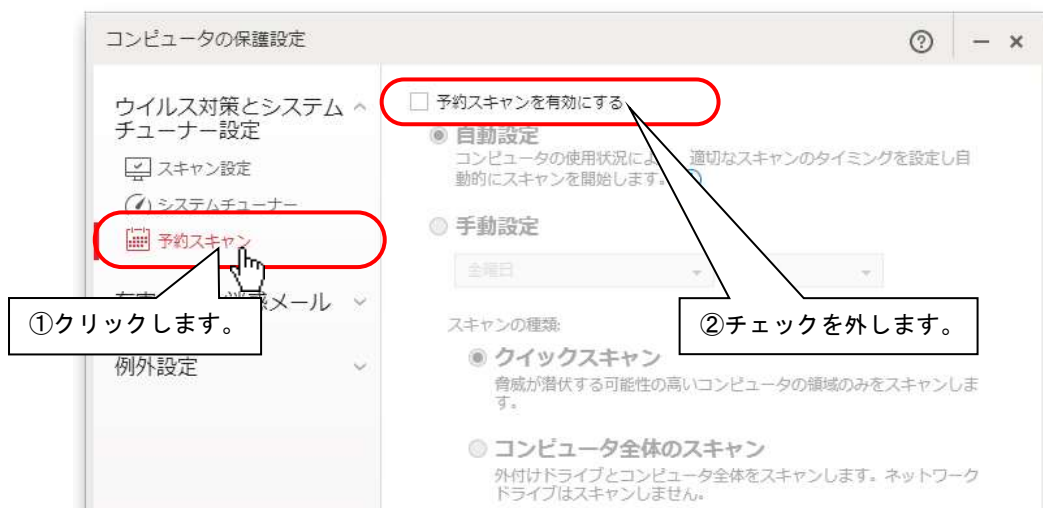 コンピュータの保護設定
ウイルス対策とシステム
チューナー設定
スキャン設定
システムチューナー
予約スキャン
惑メール
①クリックします。
例外設定
予約スキャンを有効にする
自動設定
コンピュータの使用状況によ 適切なスキャンのタイミングを設定し自
動的にスキャンを開始します。
手動設定
金曜日
②チェックを外します。
スキャンの種類:
クイックスキャン
脅威が潜伏する可能性の高いコンピュータの領域のみをスキャンしま
す。
コンピュータ全体のスキャン
外付けドライブとコンピュータ全体をスキャンします。ネットワーク
ドライブはスキャンしません。